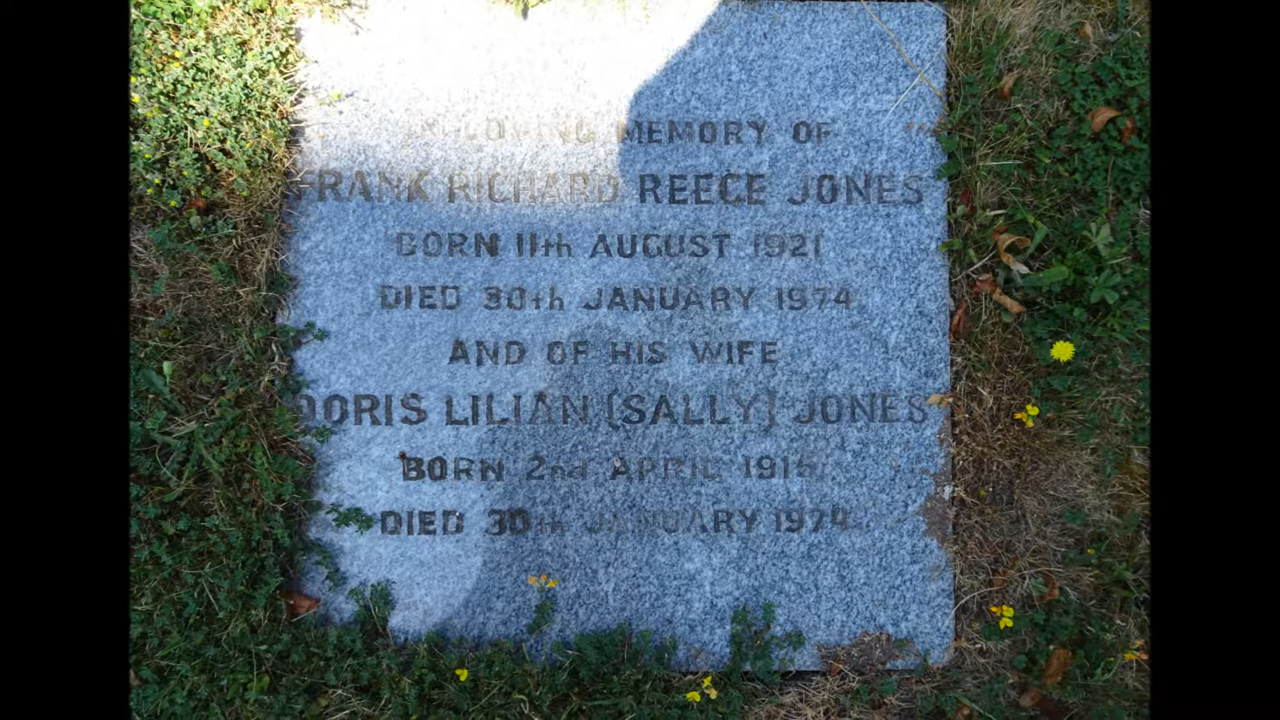 IN LOVING MEMORY OF
FRANK RICHARD REECE JONES
BORN 11th AUGUST 1921
DIED 30th JANUARY 1974
AND OF HIS WIFE
DORIS LILIAN (SALLY) JONES
BORN 2nd APRIL
DIED 30th JANUARY 1974